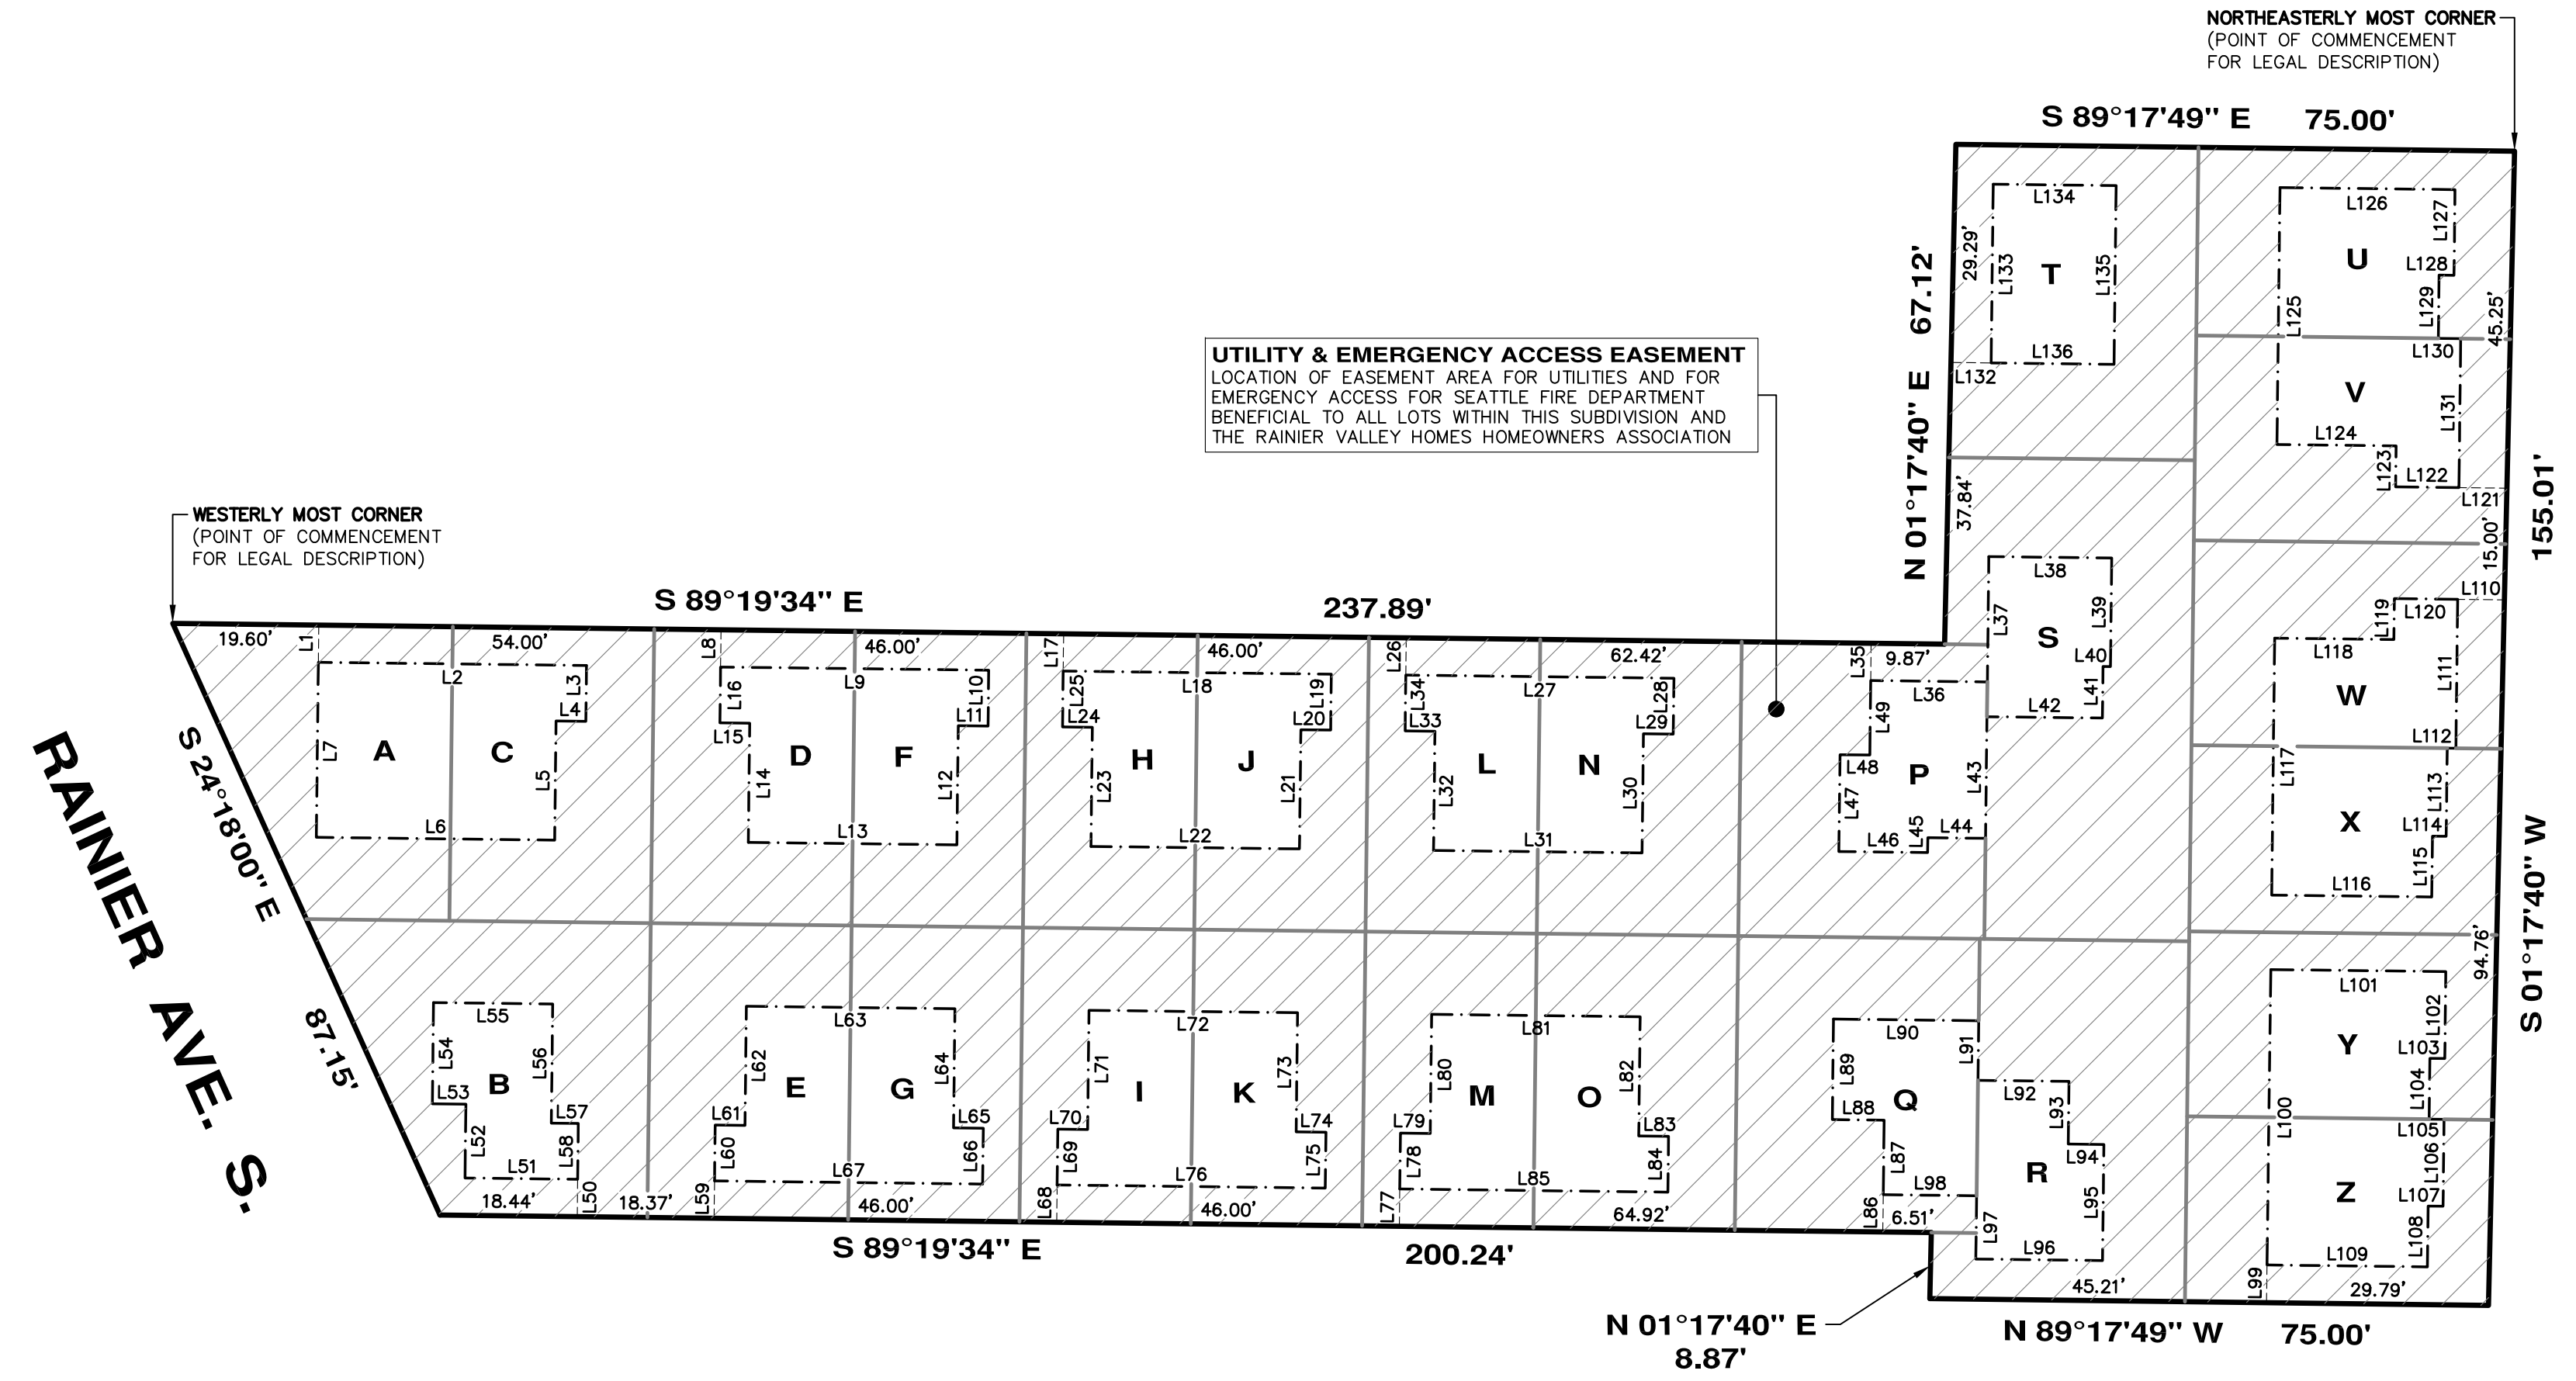 NORTHEASTERLY MOST CORNER
(POINT OF COMMENCEMENT
FOR LEGAL DESCRIPTION)
S 89°17'49" E 75.00'
L134
L126
L127
29.29'
L133
T
L135
U
L128
L129
L125
45.25'
N 01°17'40" E 67.12'
UTILITY & EMERGENCY ACCESS EASEMENT
LOCATION OF EASEMENT AREA FOR UTILITIES AND FOR
EMERGENCY ACCESS FOR SEATTLE FIRE DEPARTMENT
BENEFICIAL TO ALL LOTS WITHIN THIS SUBDIVISION AND
THE RAINIER VALLEY HOMES HOMEOWNERS ASSOCIATION
L136
L132
L130
V
L131
L124
L123
L122
L121
37.84'
15.00'
155.01'
WESTERLY MOST CORNER
(POINT OF COMMENCEMENT
FOR LEGAL DESCRIPTION)
S 89°19'34" E
237.89'
L38
L37
S
L39
L40
L41
L42
L110
L119
L120
L118
W
L111
L112
L117
L113
X
L114
L115
L116
19.60'
L1
54.00'
L8
46.00'
L17
46.00'
L26
62.42'
L35
9.87'
L2
L3
L4
L16
L9
L10
L11
L15
L25
L18
L19
L24
L20
L34
L27
L28
L33
L29
L36
L49
L7
A
C
L5
L6
D
F
L14
L12
L13
H
J
L23
L21
L22
L
N
L32
L30
L31
L48
P
L43
L47
L46
L45
L44
S 24°18'00" E
87.15'
RAINIER AVE. S.
94.76'
S 01°17'40" W
L101
L102
Y
L103
L104
L100
L105
L106
Z
L107
L108
L109
L99
L55
L54
B
L56
L53
L57
L52
L58
L51
18.44'
L50
18.37'
L63
L62
E
G
L64
L61
L65
L60
L66
L67
L59
46.00'
L72
L71
I
K
L73
L70
L74
L69
L75
L76
L68
46.00'
L81
L80
M
O
L82
L79
L83
L78
L84
L85
L77
64.92'
L90
L91
L89
Q
L88
L87
L98
L86
6.51'
L92
L93
L94
R
L95
L97
L96
45.21'
29.79'
S 89°19'34" E
200.24'
N 01°17'40" E
8.87'
N 89°17'49" W 75.00'